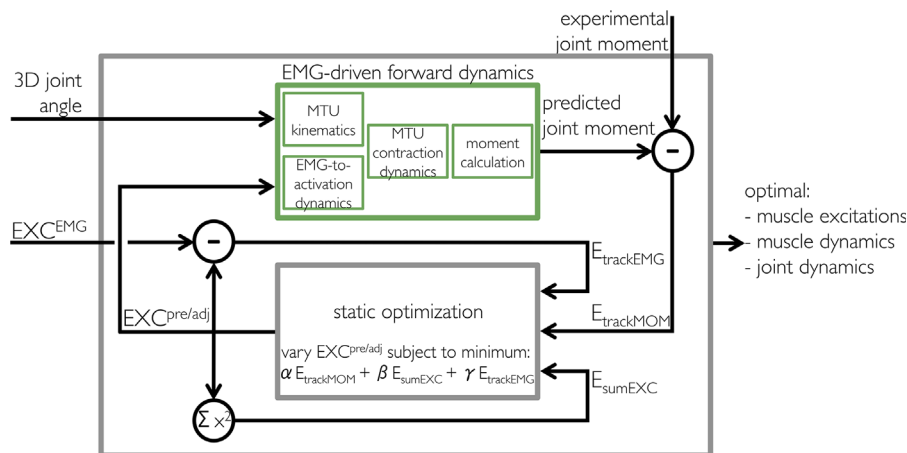 experimental
joint moment
3D joint
angle
EMG-driven forward dynamics
MTU
kinematics
EMG-to-
activation
dynamics
MTU
contraction
dynamics
moment
calculation
predicted
joint moment
-
optimal:
- muscle excitations
- muscle dynamics
- joint dynamics
EXC^EMG
-
E_trackEMG
static optimization
EXC^pre/adj
E_trackMOM
vary EXC^pre/adj subject to minimum:
α E_trackMOM + β E_sumEXC + γ E_trackEMG
E_sumEXC
Σ x²